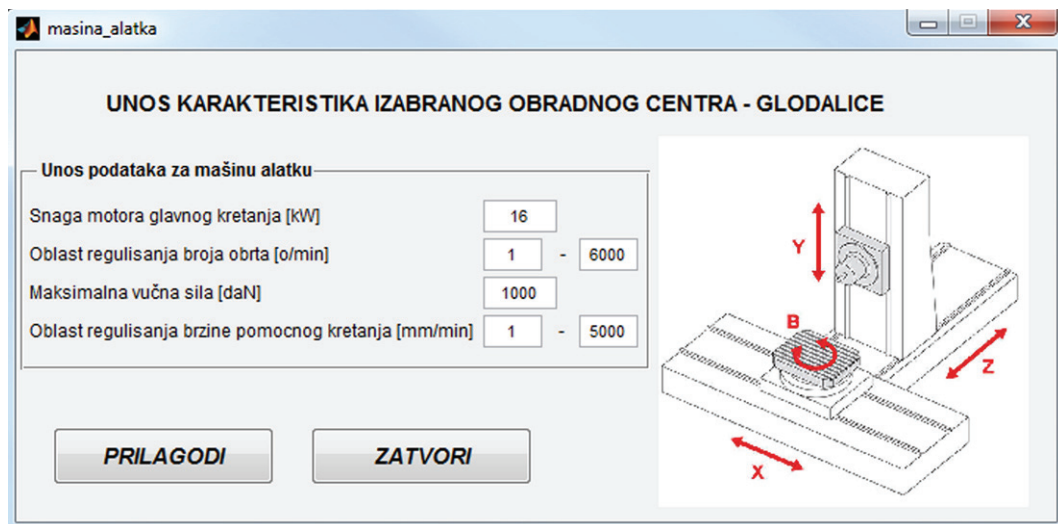 masina_alatka
UNOS KARAKTERISTIKA IZABRANOG OBRADNOG CENTRA - GLODALICE
Unos podataka za mašinu alatku
Snaga motora glavnog kretanja [kW] 16
Oblast regulisanja broja obrta [o/min] 1 - 6000
Maksimalna vučna sila [daN] 1000
Oblast regulisanja brzine pomocnog kretanja [mm/min] 1 - 5000
PRILAGODI ZATVORI
Y
B
Z
X